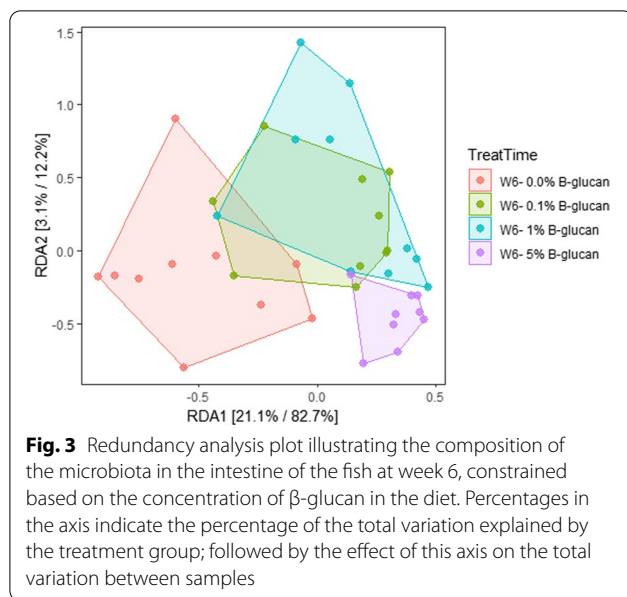 1.5
1.0
0.5
0.0
-0.5
RDA2 [3.1% / 12.2%]
-0.5
0.0
0.5
RDA1 [21.1% / 82.7%]
TreatTime
W6- 0.0% B-glucan
W6- 0.1% B-glucan
W6- 1% B-glucan
W6- 5% B-glucan
Fig. 3 Redundancy analysis plot illustrating the composition of
the microbiota in the intestine of the fish at week 6, constrained
based on the concentration of β-glucan in the diet. Percentages in
the axis indicate the percentage of the total variation explained by
the treatment group; followed by the effect of this axis on the total
variation between samples